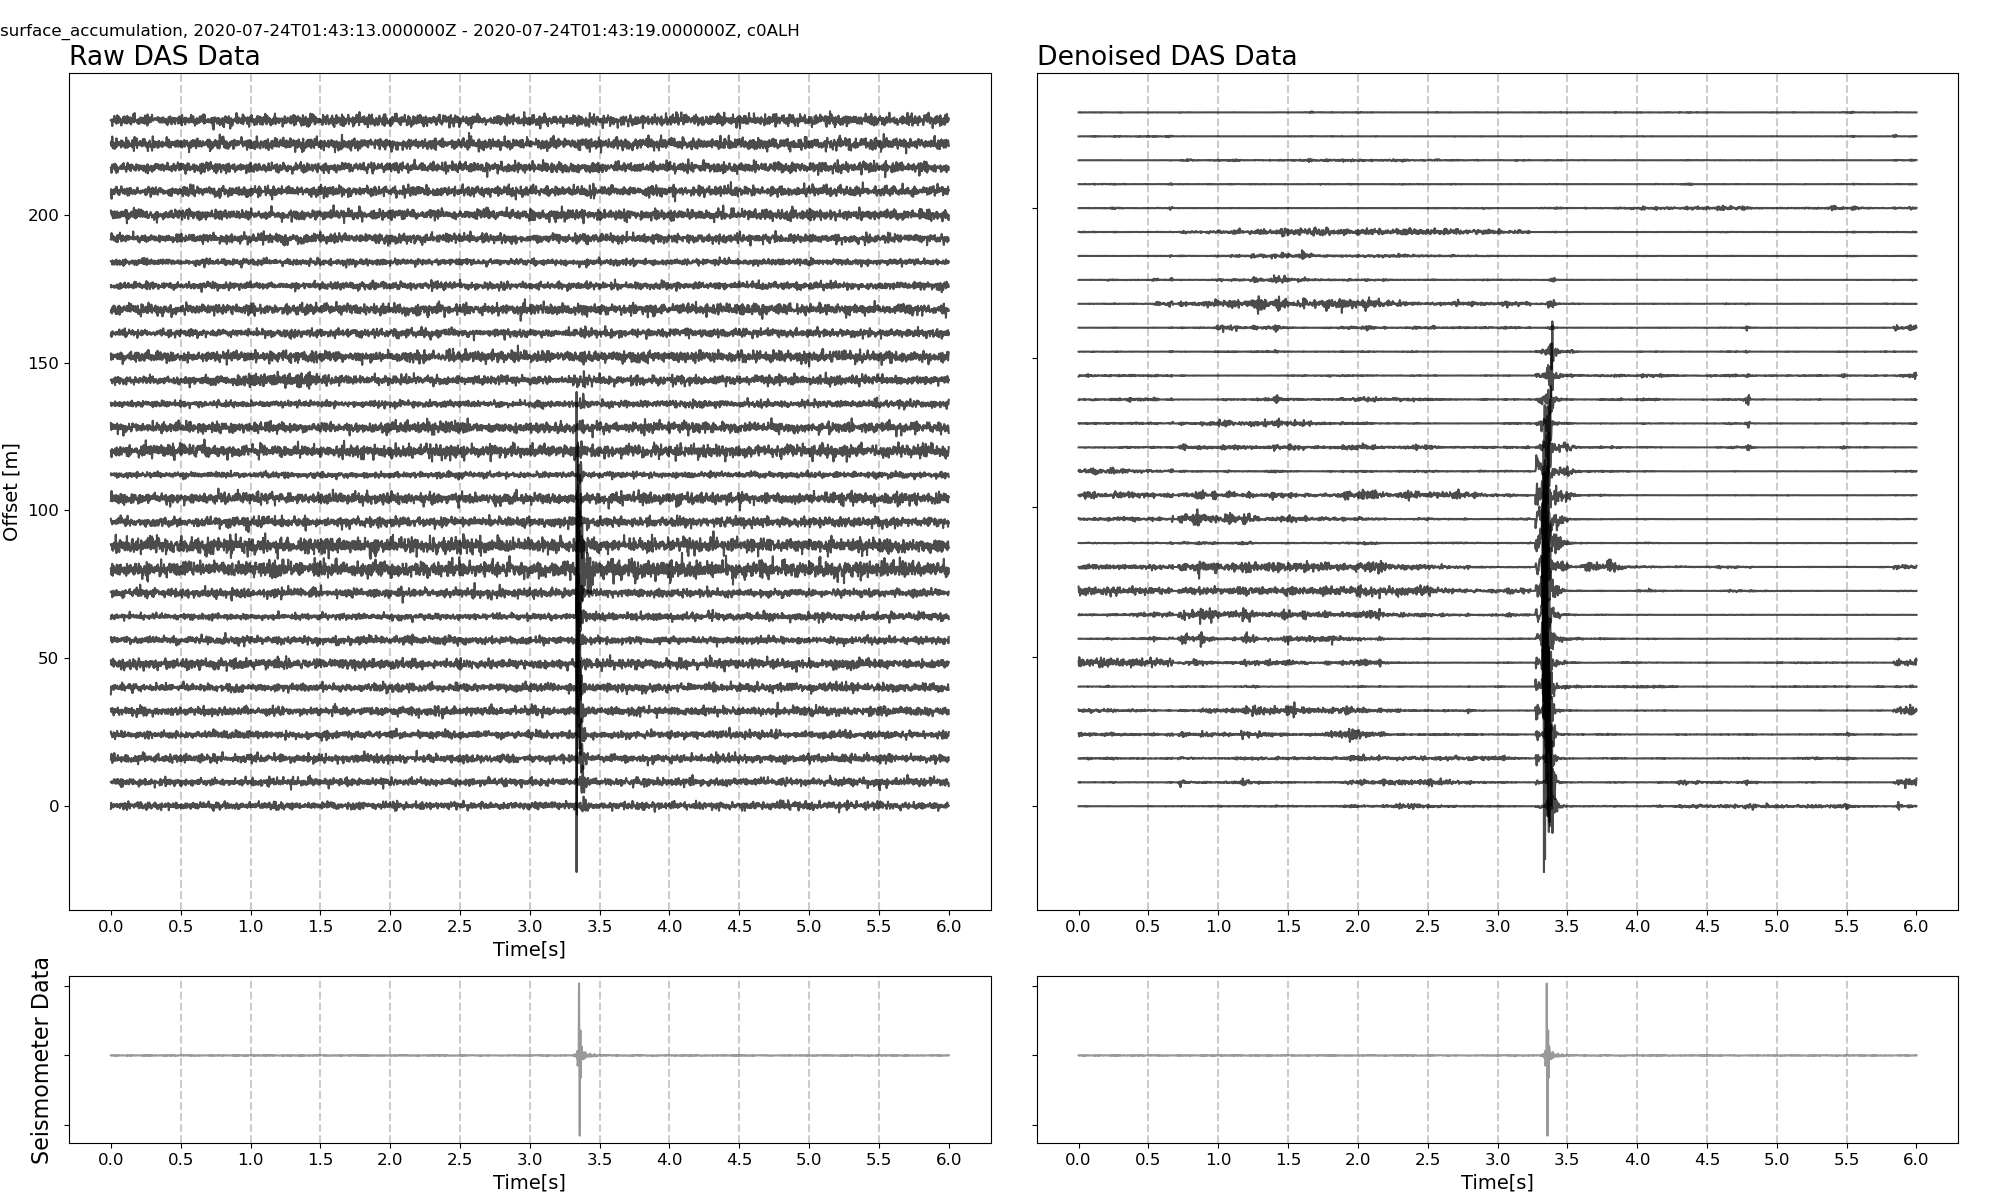 surface_accumulation, 2020-07-24T01:43:13.000000Z - 2020-07-24T01:43:19.000000Z, c0ALH
Raw DAS Data
Denoised DAS Data
Offset [m]
200
150
100
50
0
0.0 0.5 1.0 1.5 2.0 2.5 3.0 3.5 4.0 4.5 5.0 5.5 6.0
Time[s]
0.0 0.5 1.0 1.5 2.0 2.5 3.0 3.5 4.0 4.5 5.0 5.5 6.0
Seismometer Data
0.0 0.5 1.0 1.5 2.0 2.5 3.0 3.5 4.0 4.5 5.0 5.5 6.0
Time[s]
0.0 0.5 1.0 1.5 2.0 2.5 3.0 3.5 4.0 4.5 5.0 5.5 6.0
Time[s]